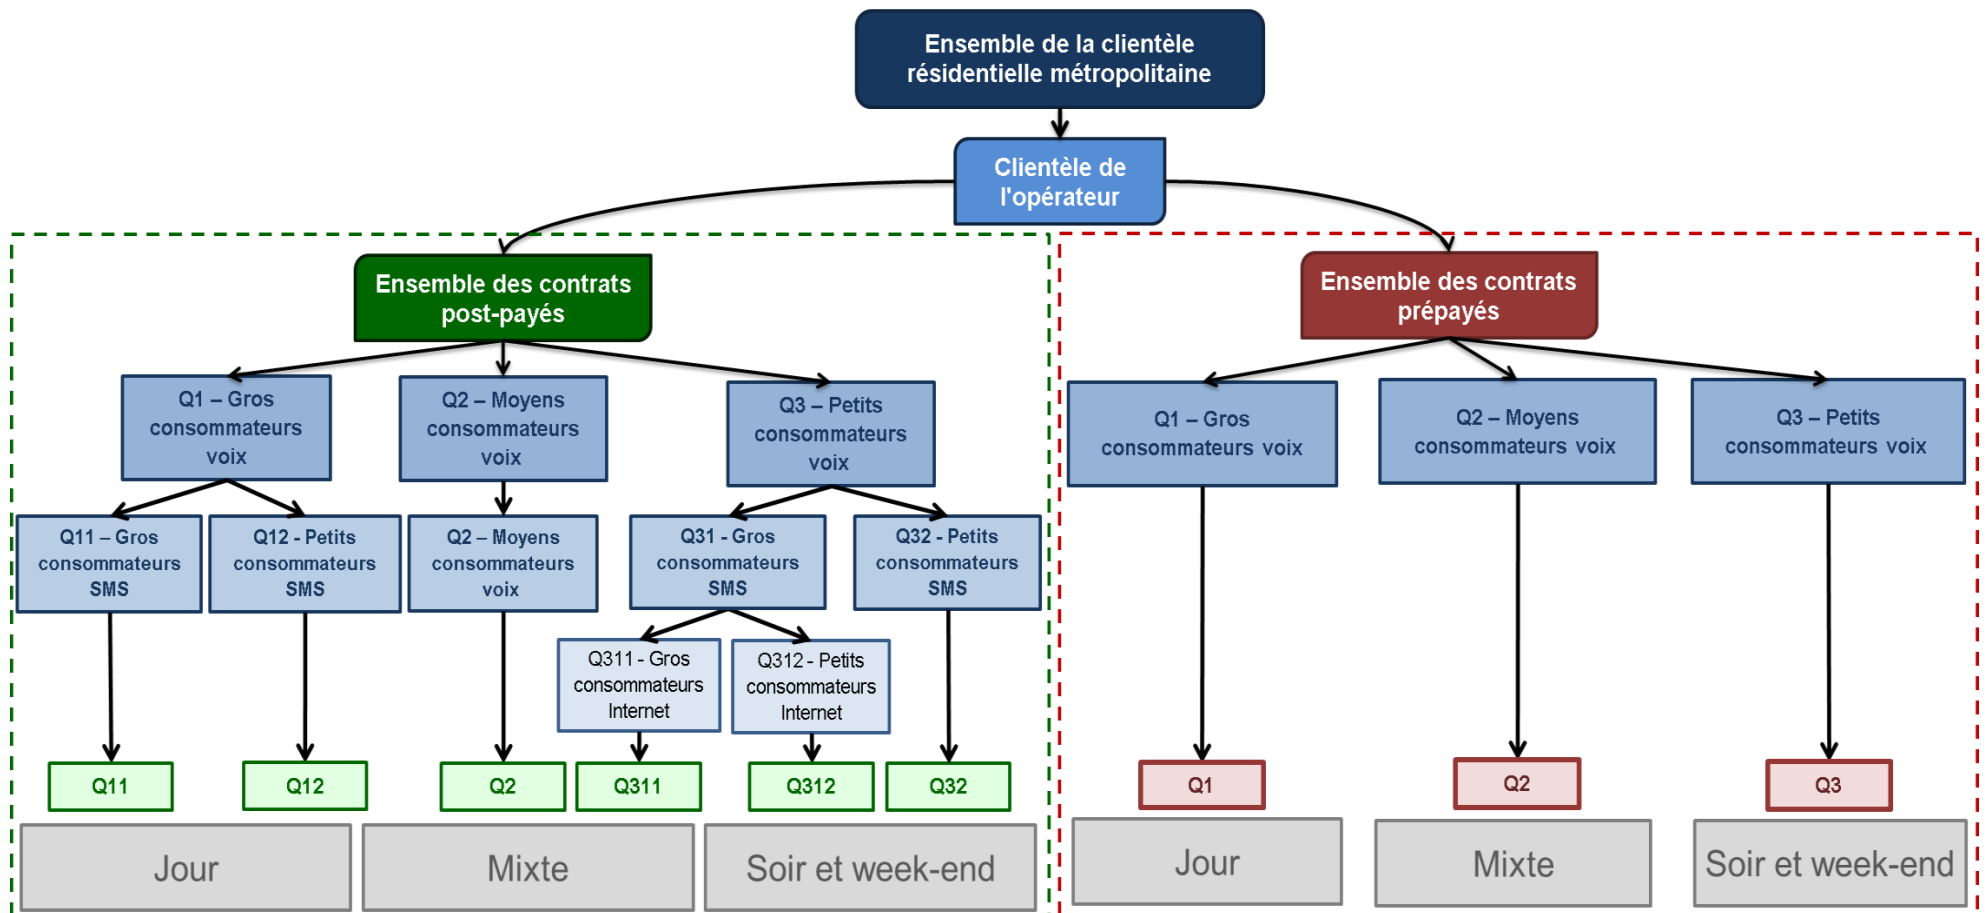 Ensemble de la clientèle
résidentielle métropolitaine
Clientèle de
l'opérateur
Ensemble des contrats
post-payés
Ensemble des contrats
prépayés
Q1 – Gros
consommateurs
voix
Q2 – Moyens
consommateurs
voix
Q3 – Petits
consommateurs
voix
Q1 – Gros
consommateurs voix
Q2 – Moyens
consommateurs voix
Q3 – Petits
consommateurs voix
Q11 – Gros
consommateurs
SMS
Q12 - Petits
consommateurs
SMS
Q2 – Moyens
consommateurs
voix
Q31 - Gros
consommateurs
SMS
Q32 - Petits
consommateurs
SMS
Q311 - Gros
consommateurs
Internet
Q312 - Petits
consommateurs
Internet
Q11
Q12
Q2
Q311
Q312
Q32
Q1
Q2
Q3
Jour
Mixte
Soir et week-end
Jour
Mixte
Soir et week-end